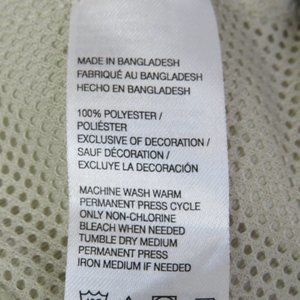 MADE IN BANGLADESH
FABRIQUÉ AU BANGLADESH
HECHO EN BANGLADESH
100% POLYESTER /
POLIÉSTER
EXCLUSIVE OF DECORATION /
SAUF DÉCORATION /
EXCLUYE LA DECORACIÓN
MACHINE WASH WARM
PERMANENT PRESS CYCLE
ONLY NON-CHLORINE
BLEACH WHEN NEEDED
TUMBLE DRY MEDIUM
PERMANENT PRESS
IRON MEDIUM IF NEEDED